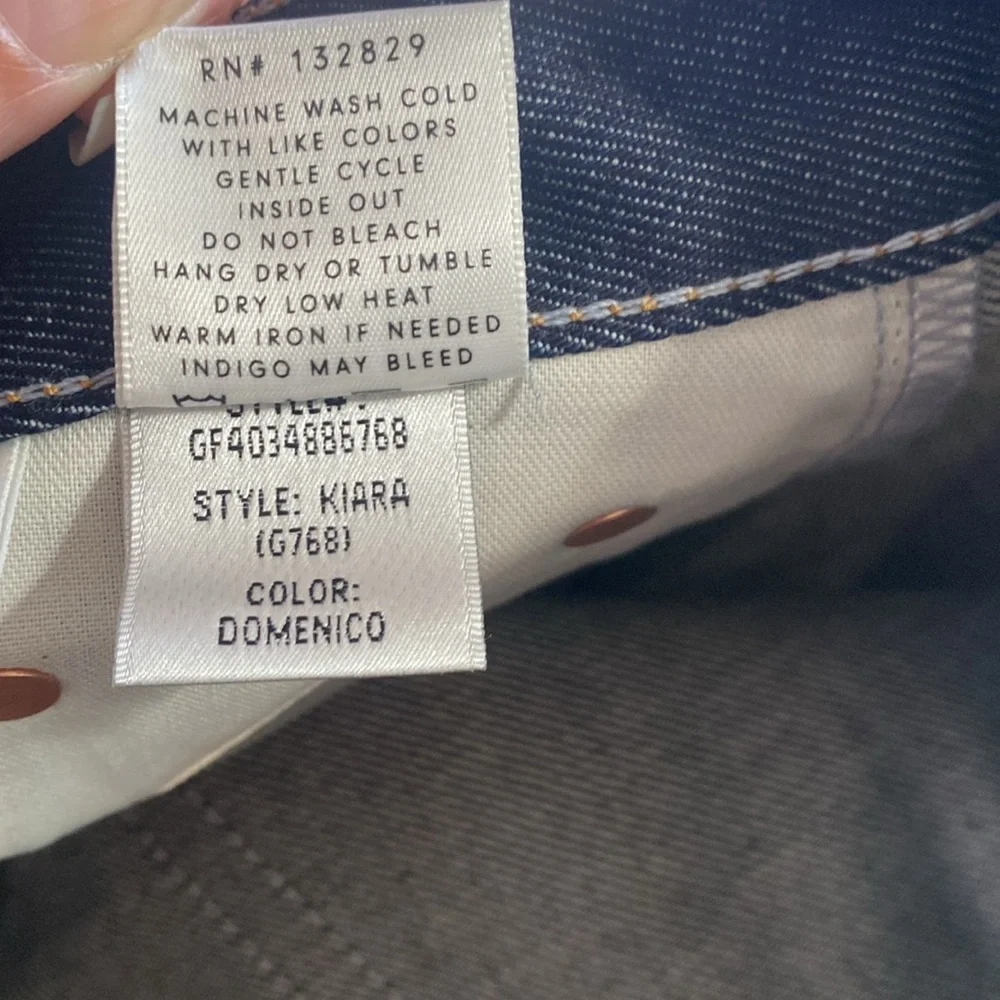 RN# 132829
MACHINE WASH COLD
WITH LIKE COLORS
GENTLE CYCLE
INSIDE OUT
DO NOT BLEACH
HANG DRY OR TUMBLE
DRY LOW HEAT
WARM IRON IF NEEDED
INDIGO MAY BLEED
STYLE#:
GF4034886768
STYLE: KIARA
(G768)
COLOR:
DOMENICO